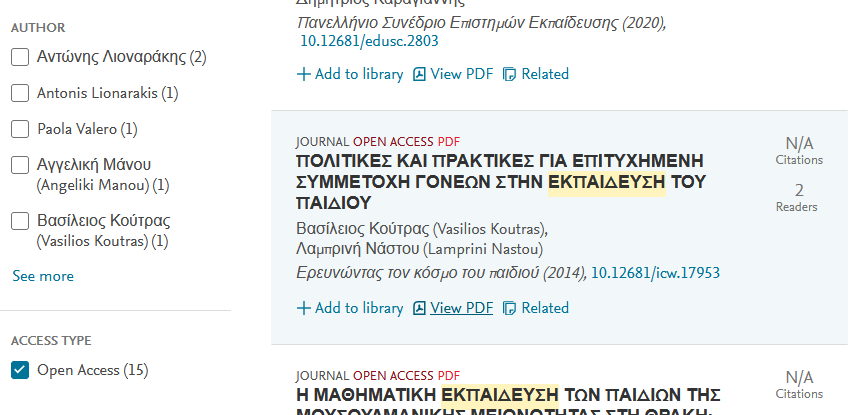 AUTHOR
Αντώνης Λιοναράκης (2)
Antonis Lionarakis (1)
Paola Valero (1)
Αγγελική Μάνου
(Angeliki Manou) (1)
Βασίλειος Κούτρας
(Vasilios Koutras) (1)
See more
ACCESS TYPE
Open Access (15)
Δημήτριος Καραγιάννης
Πανελλήνιο Συνέδριο Επιστημών Εκπαίδευσης (2020),
10.12681/edusc.2803
Add to library View PDF Related
JOURNAL OPEN ACCESS PDF
ΠΟΛΙΤΙΚΕΣ ΚΑΙ ΠΡΑΚΤΙΚΕΣ ΓΙΑ ΕΠΙΤΥΧΗΜΕΝΗ
ΣΥΜΜΕΤΟΧΗ ΓΟΝΕΩΝ ΣΤΗΝ ΕΚΠΑΙΔΕΥΣΗ ΤΟΥ
ΠΑΙΔΙΟΥ
Βασίλειος Κούτρας (Vasilios Koutras),
Λαμπρινή Νάστου (Lamprini Nastou)
Ερευνώντας τον κόσμο του παιδιού (2014), 10.12681/icw.17953
Add to library View PDF Related
N/A
Citations
2
Readers
JOURNAL OPEN ACCESS PDF
Η ΜΑΘΗΜΑΤΙΚΗ ΕΚΠΑΙΔΕΥΣΗ ΤΩΝ ΠΑΙΔΙΩΝ ΤΗΣ
ΜΟΥΣΟΥΛΜΑΝΙΚΗΣ ΜΕΙΟΝΟΤΗΤΑΣ ΣΤΗ ΘΡΑΚΗ:
N/A
Citations